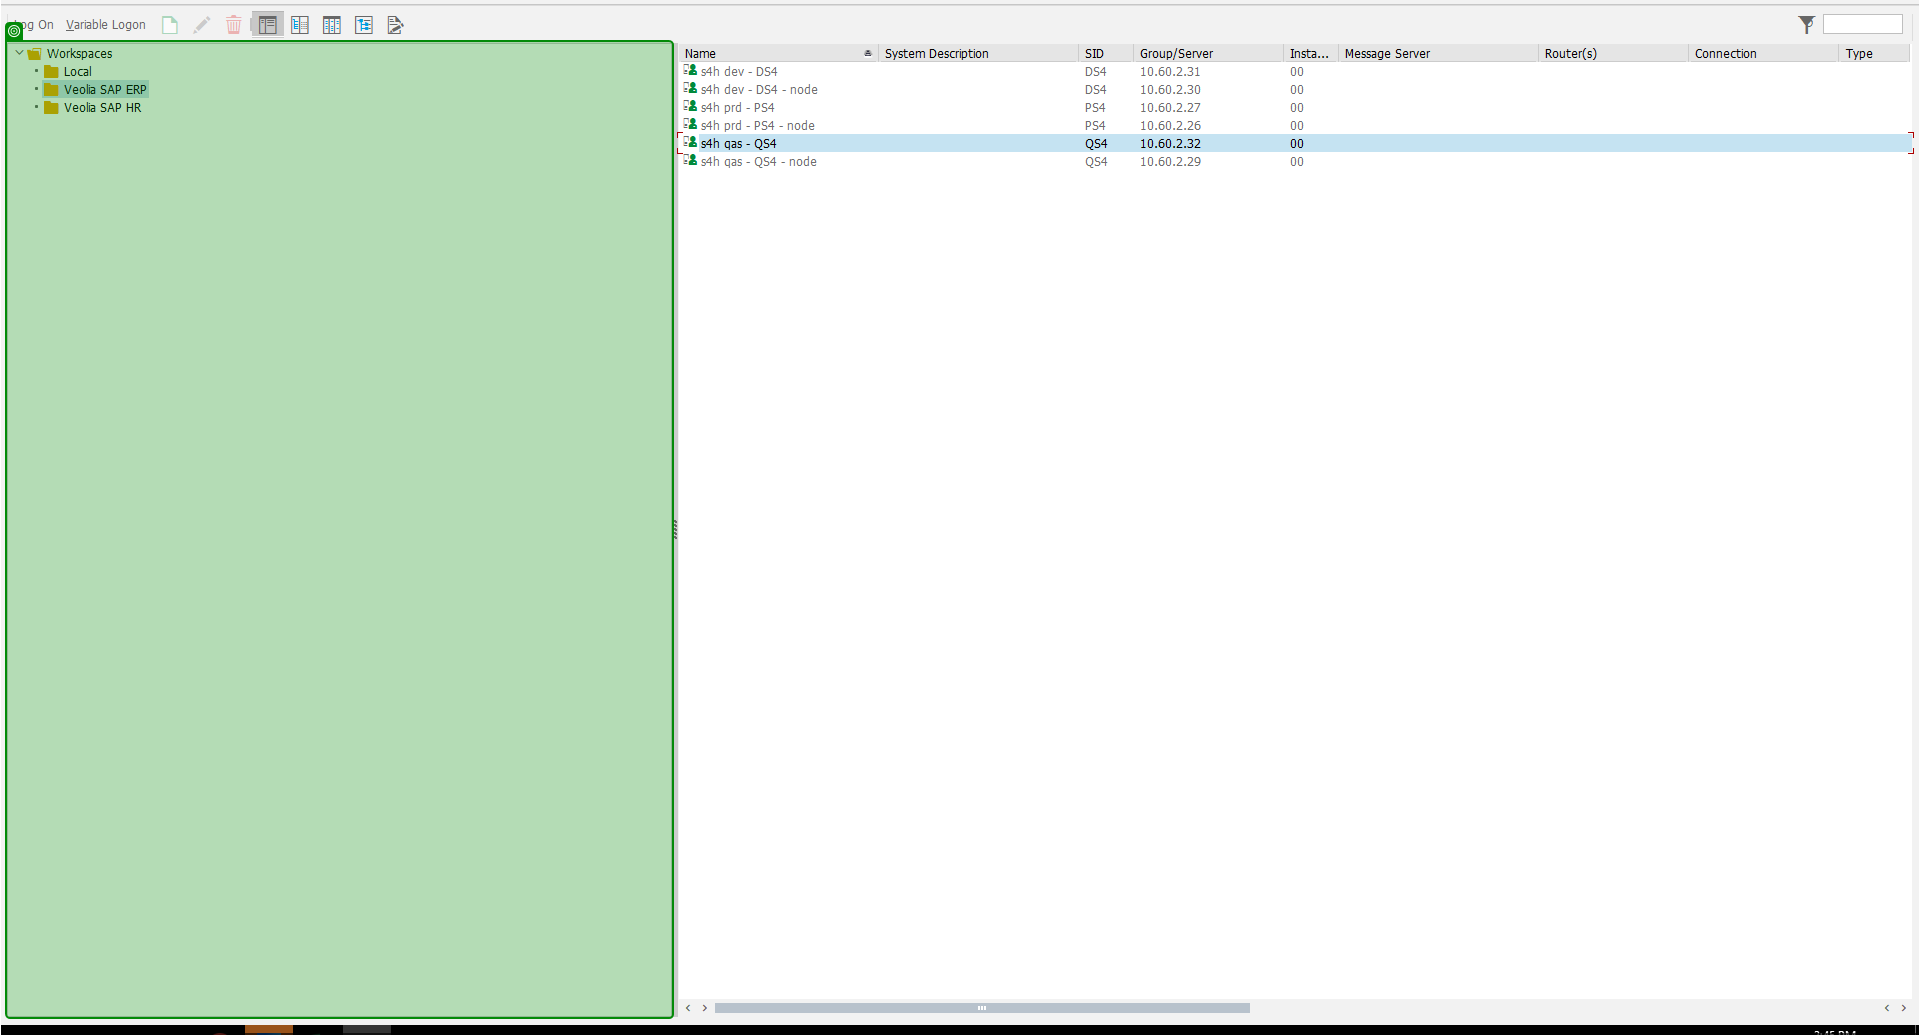 og On Variable Logon
Workspaces
Local
Veolia SAP ERP
Veolia SAP HR
Name System Description SID Group/Server Insta... Message Server Router(s) Connection Type
s4h dev - DS4 DS4 10.60.2.31 00
s4h dev - DS4 - node DS4 10.60.2.30 00
s4h prd - PS4 PS4 10.60.2.27 00
s4h prd - PS4 - node PS4 10.60.2.26 00
s4h qas - QS4 QS4 10.60.2.32 00
s4h qas - QS4 - node QS4 10.60.2.29 00